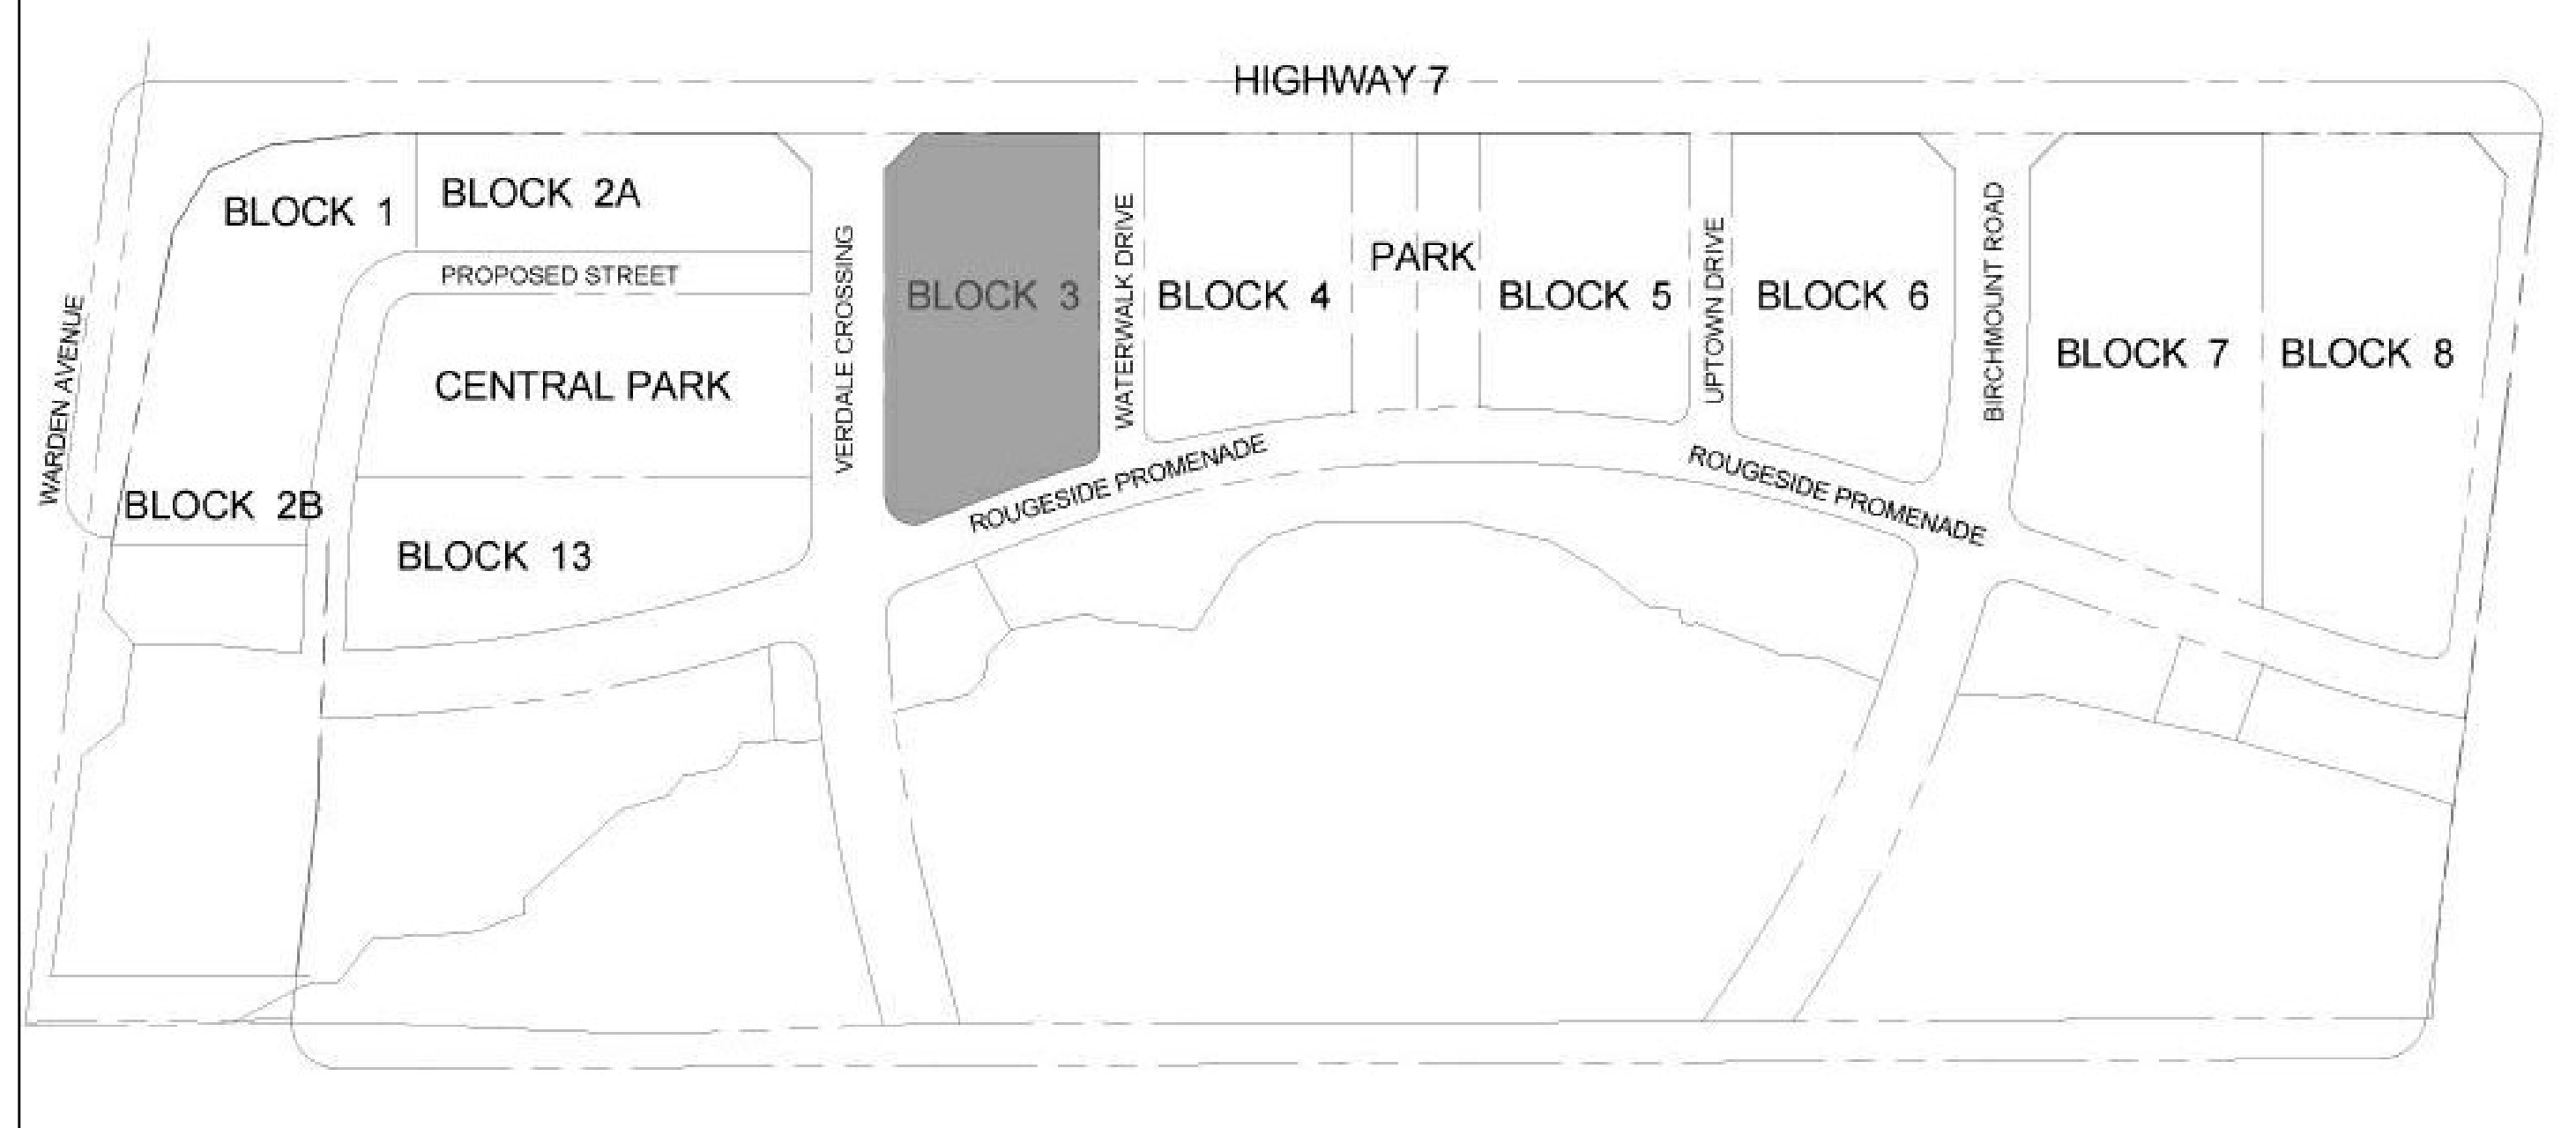 HIGHWAY 7
BLOCK 1
BLOCK 2A
PROPOSED STREET
CENTRAL PARK
WARDEN AVENUE
BLOCK 2B
BLOCK 13
VERDALE CROSSING
BLOCK 3
WATERWALK DRIVE
BLOCK 4
PARK
BLOCK 5
UPTOWN DRIVE
BLOCK 6
BIRCHMOUNT ROAD
BLOCK 7
BLOCK 8
ROUGESIDE PROMENADE
ROUGESIDE PROMENADE